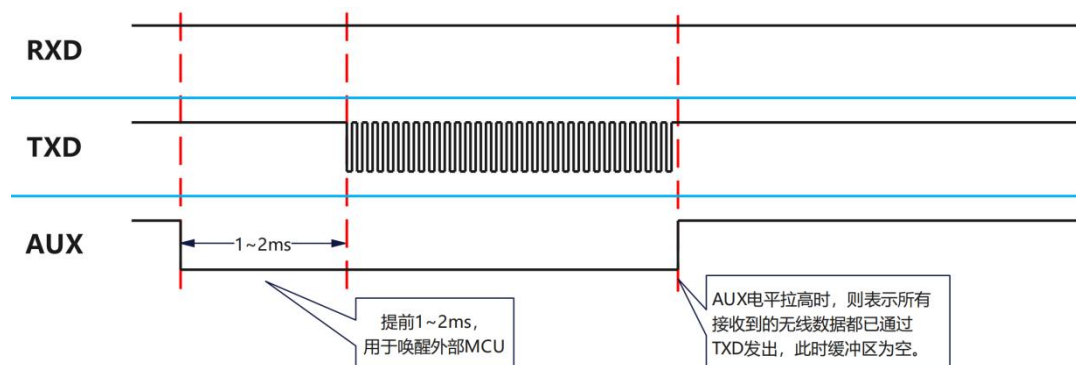 RXD
TXD
AUX
1~2ms
提前1~2ms，
用于唤醒外部MCU
AUX电平拉高时，则表示所有
接收到的无线数据都已通过
TXD发出，此时缓冲区为空。